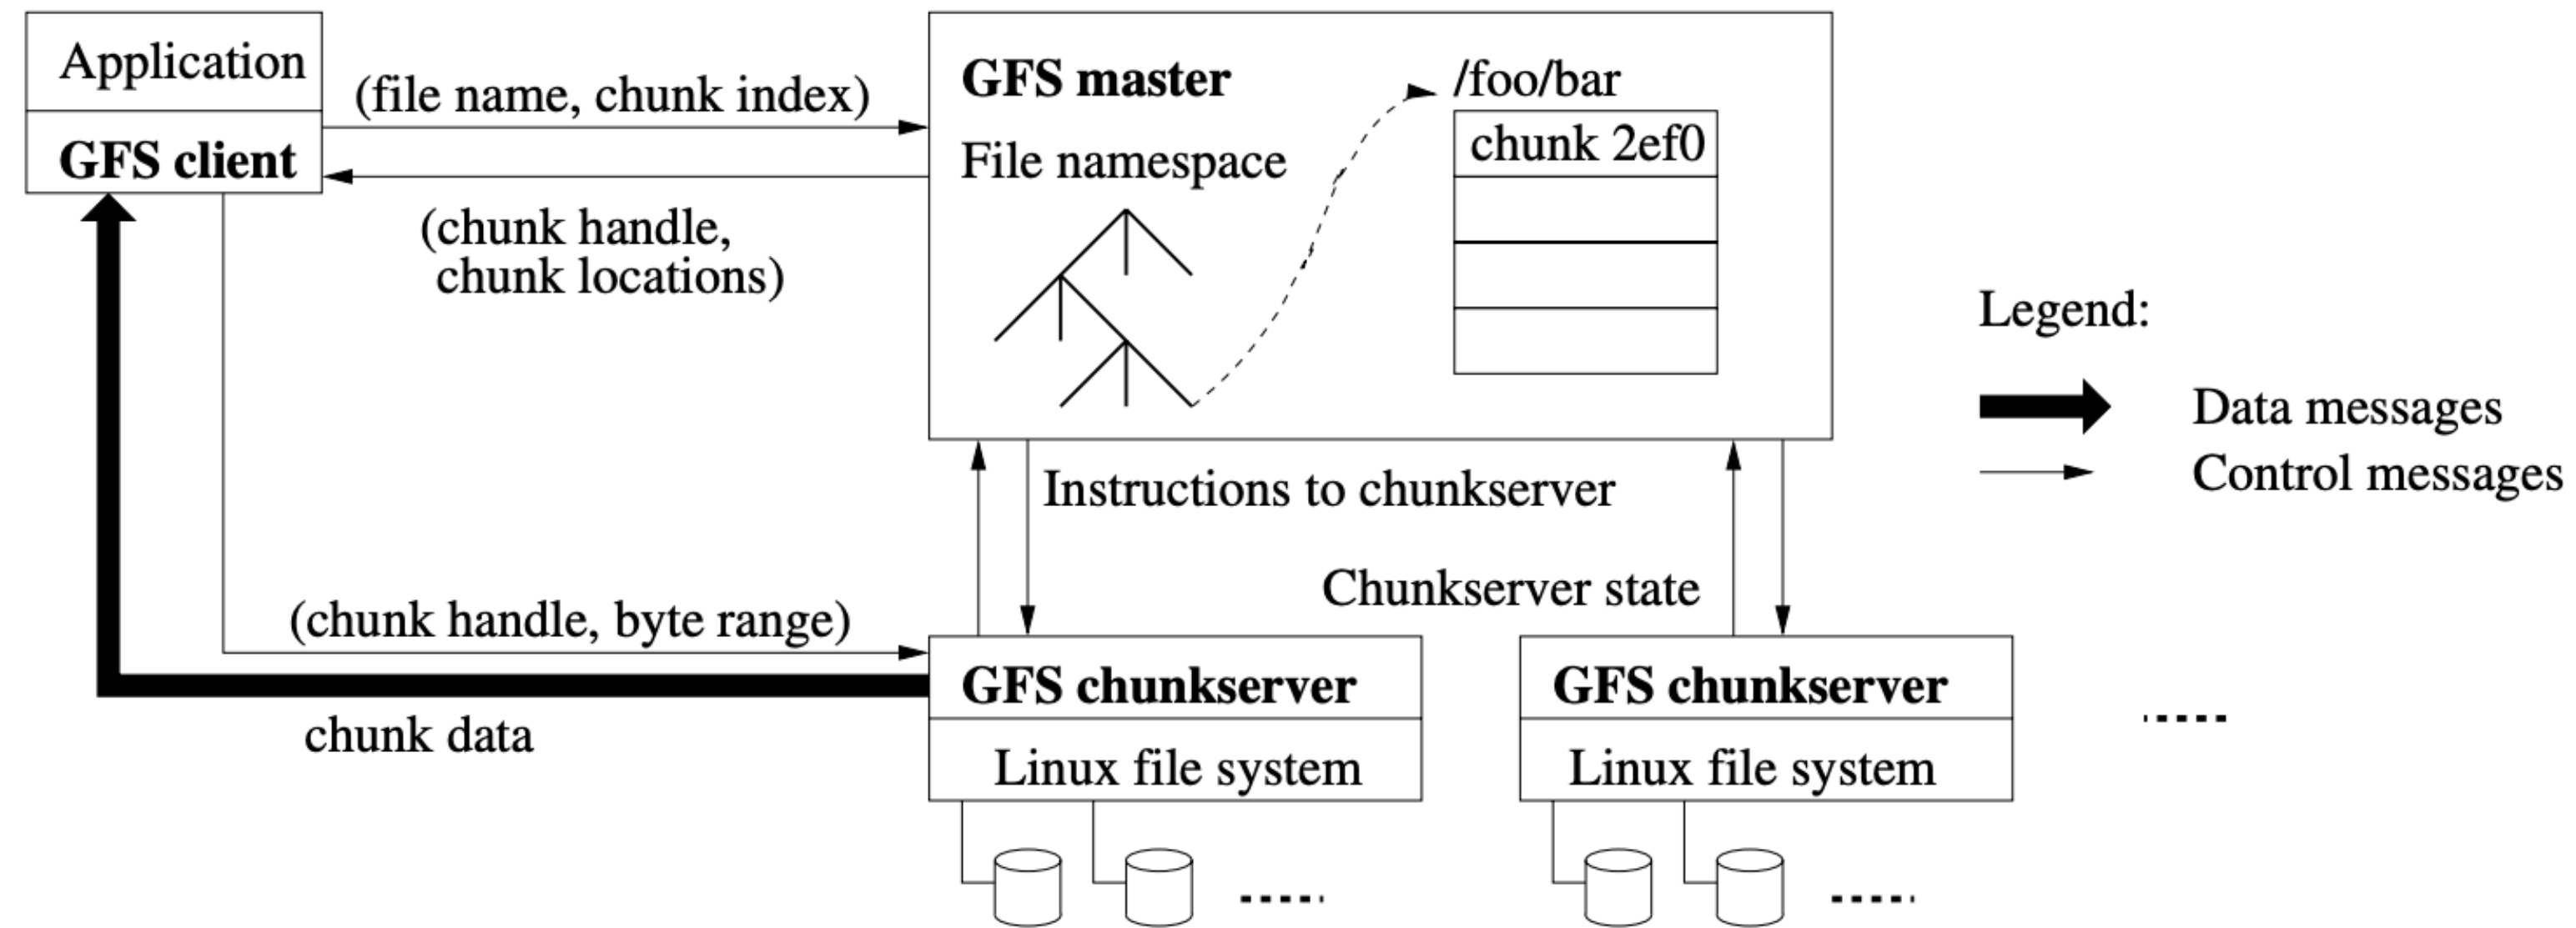 Application
GFS client
(file name, chunk index)
(chunk handle,
chunk locations)
GFS master
File namespace
/foo/bar
chunk 2ef0
Legend:
Data messages
Control messages
Instructions to chunkserver
Chunkserver state
(chunk handle, byte range)
chunk data
GFS chunkserver
Linux file system
GFS chunkserver
Linux file system